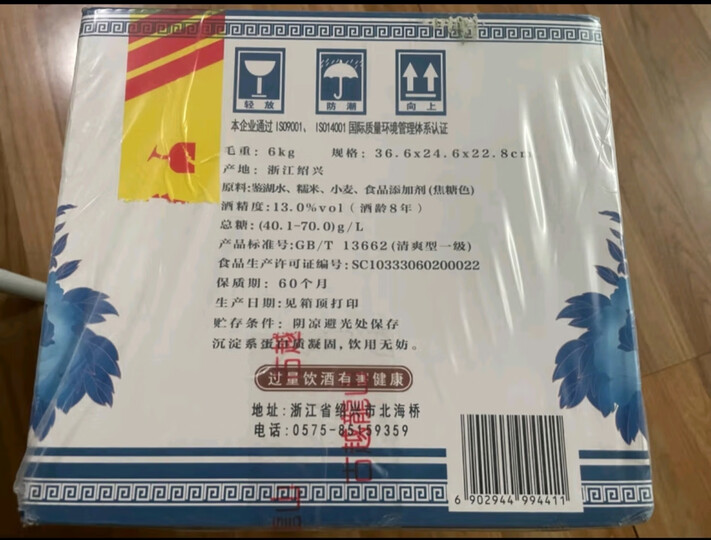 轻放
防潮
向上
本企业通过 ISO9001、 ISO14001 国际质量环境管理体系认证
毛重: 6kg 规格: 36.6x24.6x22.8cm
产地: 浙江绍兴
原料:鉴湖水、糯米、小麦、食品添加剂(焦糖色)
酒精度:13.0%vol (酒龄8年)
总糖:(40.1-70.0)g/L
产品标准号:GB/T 13662(清爽型一级)
食品生产许可证编号:SC10333060200022
保质期: 60个月
生产日期:见箱顶打印
贮存条件: 阴凉避光处保存
沉淀系蛋白质凝固,饮用无妨。
过量饮酒有害健康
地址:浙江省绍兴市北海桥
电话:0575-85159359
古越龍山 古越
山
6 902944 994411